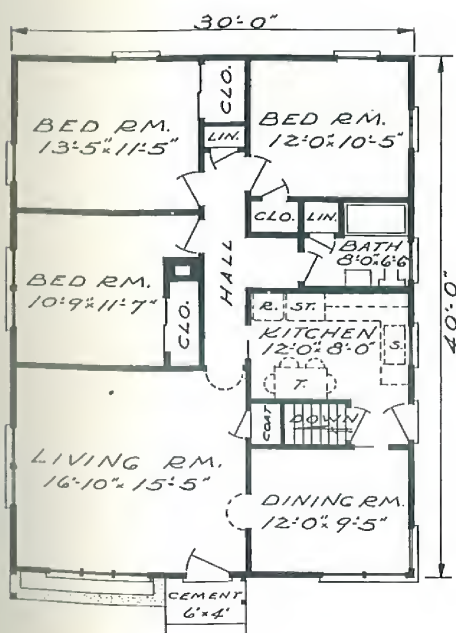 30'-0"
BED RM.
13'-5"x11'-5"
CLO.
LIN.
BED RM.
12'-0"x10'-5"
CLO.
LIN.
BATH
8'-0"x6'-6
BED RM.
10'-9"x11'-7"
CLO.
HALL
R.
ST.
KITCHEN
12'-0"x8'-0"
S.
T.
40'-0"
COAT
DOWN
LIVING RM.
16'-10"x 15'-5"
DINING RM.
12'-0"x9'-5"
CEMENT
6'x4'